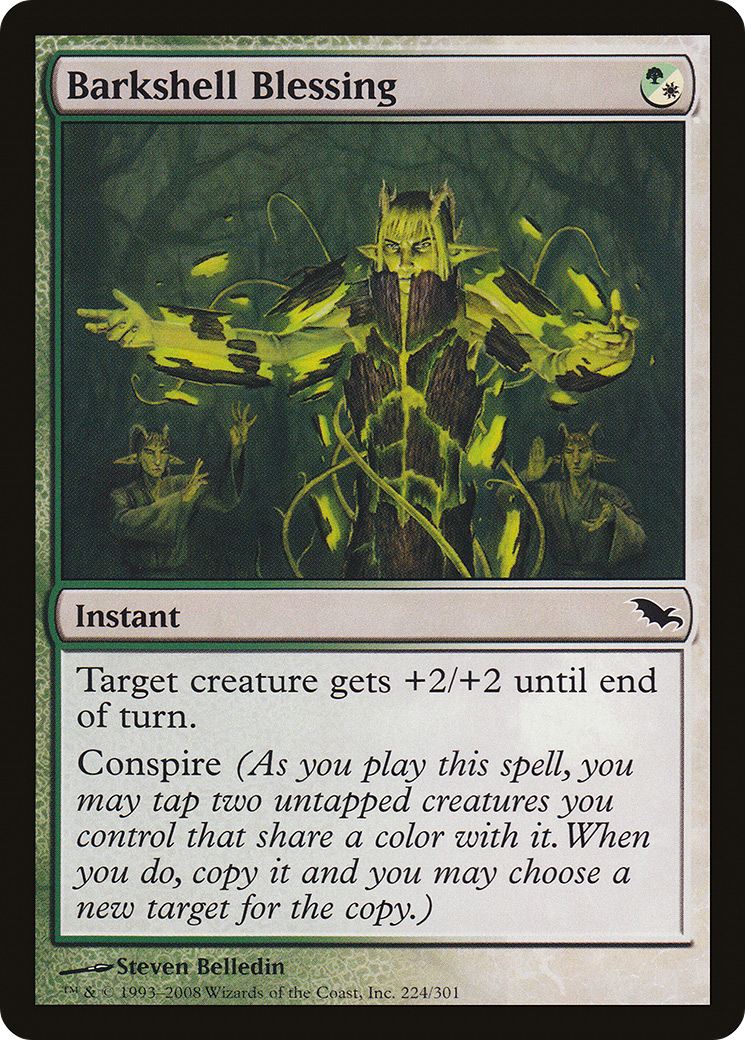 Barkshell Blessing
Instant
Target creature gets +2/+2 until end
of turn.
Conspire (As you play this spell, you
may tap two untapped creatures you
control that share a color with it. When
you do, copy it and you may choose a
new target for the copy.)
Steven Belledin
™ & © 1993–2008 Wizards of the Coast, Inc. 224/301